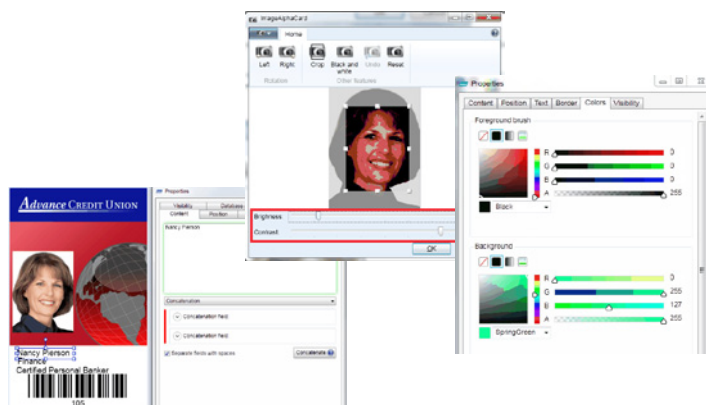 ImageAlphaCard
Home
Left Right Crop Black and white Undo Reset
Rotation Other features
Brightness
Contrast
OK
Properties
Content Position Text Border Colors Visibility
Foreground brush
R 0
G 0
B 0
A 255
Black
Background
R 0
G 255
B 127
A 255
SpringGreen
Advance CREDIT UNION
Nancy Pierson
Finance
Certified Personal Banker
105
Properties
Visibility Database
Content Position
Nancy Pierson
Concatenation
Concatenation field
Concatenation field
Separate fields with spaces Concatenate